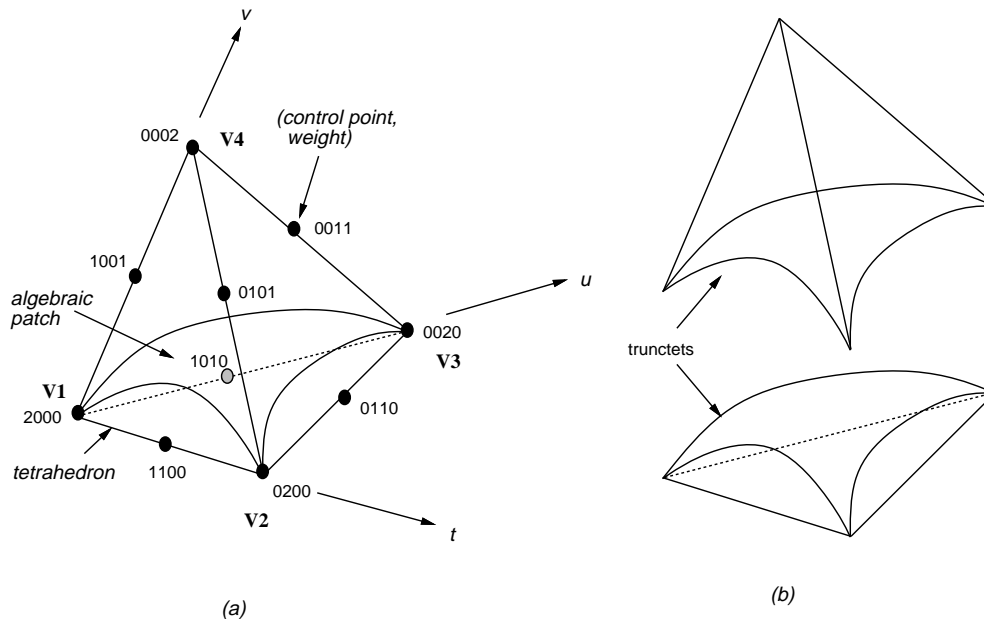 v
(control point,
weight)
0002
V4
0011
1001
0101
u
algebraic
patch
0020
V3
1010
V1
2000
0110
tetrahedron
1100
0200
V2
t
trunctets
(a)
(b)